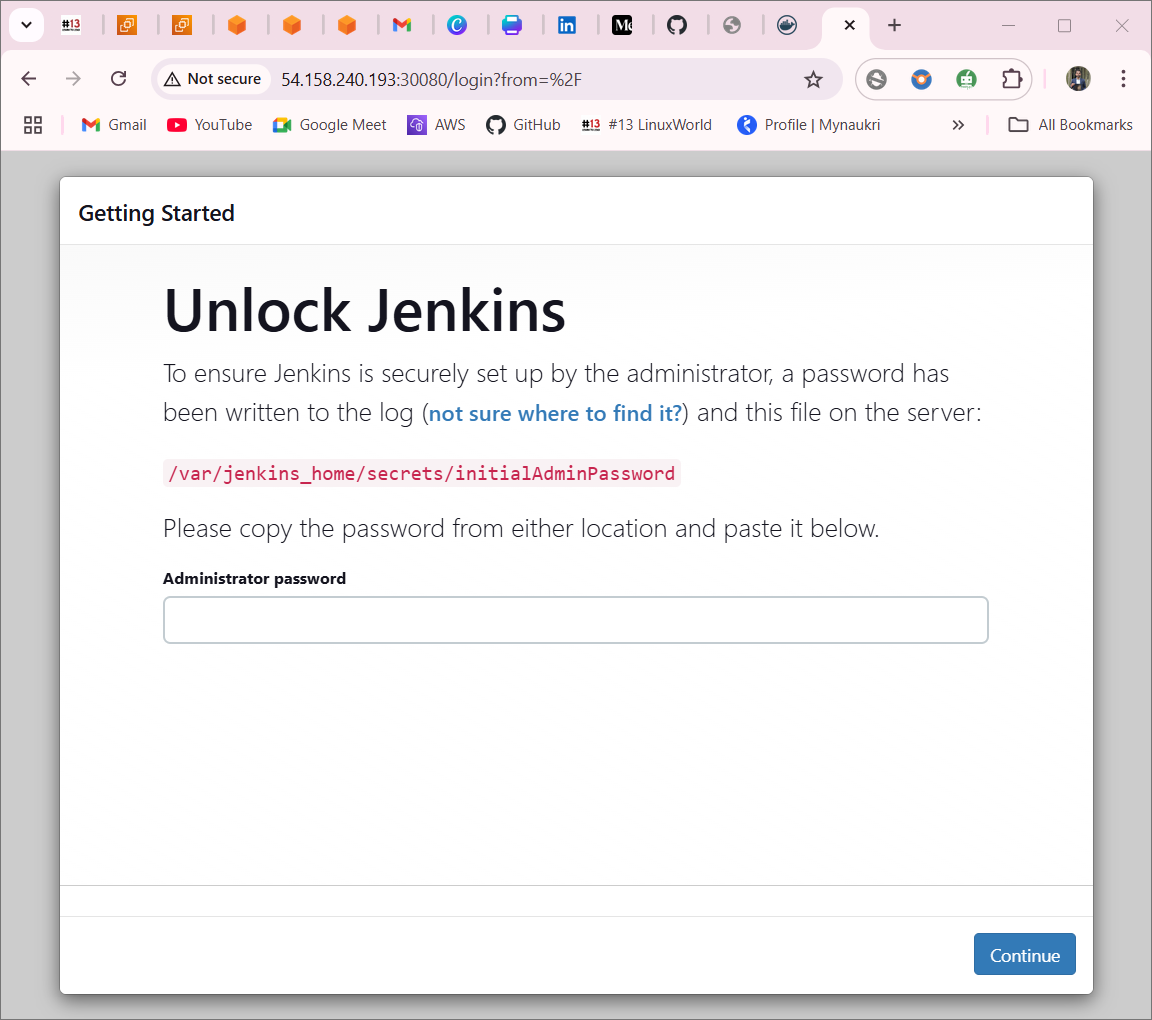 #13
M
Not secure
54.158.240.193:30080/login?from=%2F
Gmail
YouTube
Google Meet
AWS
GitHub
#13
#13 LinuxWorld
Profile | Mynaukri
All Bookmarks
Getting Started
Unlock Jenkins
To ensure Jenkins is securely set up by the administrator, a password has
been written to the log (not sure where to find it?) and this file on the server:
/var/jenkins_home/secrets/initialAdminPassword
Please copy the password from either location and paste it below.
Administrator password
Continue